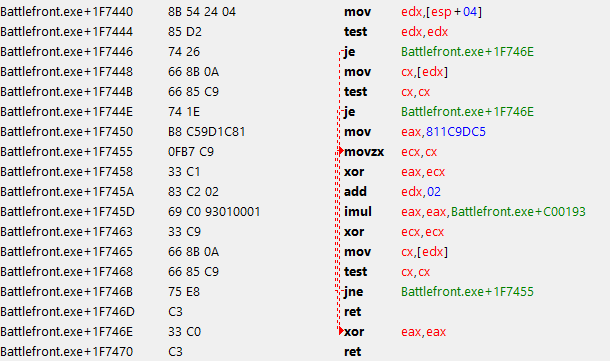 Battlefront.exe+1F7440 8B 54 24 04 mov edx,[esp+04]
Battlefront.exe+1F7444 85 D2 test edx,edx
Battlefront.exe+1F7446 74 26 je Battlefront.exe+1F746E
Battlefront.exe+1F7448 66 8B 0A mov cx,[edx]
Battlefront.exe+1F744B 66 85 C9 test cx,cx
Battlefront.exe+1F744E 74 1E je Battlefront.exe+1F746E
Battlefront.exe+1F7450 B8 C59D1C81 mov eax,811C9DC5
Battlefront.exe+1F7455 0FB7 C9 movzx ecx,cx
Battlefront.exe+1F7458 33 C1 xor eax,ecx
Battlefront.exe+1F745A 83 C2 02 add edx,02
Battlefront.exe+1F745D 69 C0 93010001 imul eax,eax,Battlefront.exe+C00193
Battlefront.exe+1F7463 33 C9 xor ecx,ecx
Battlefront.exe+1F7465 66 8B 0A mov cx,[edx]
Battlefront.exe+1F7468 66 85 C9 test cx,cx
Battlefront.exe+1F746B 75 E8 jne Battlefront.exe+1F7455
Battlefront.exe+1F746D C3 ret
Battlefront.exe+1F746E 33 C0 xor eax,eax
Battlefront.exe+1F7470 C3 ret